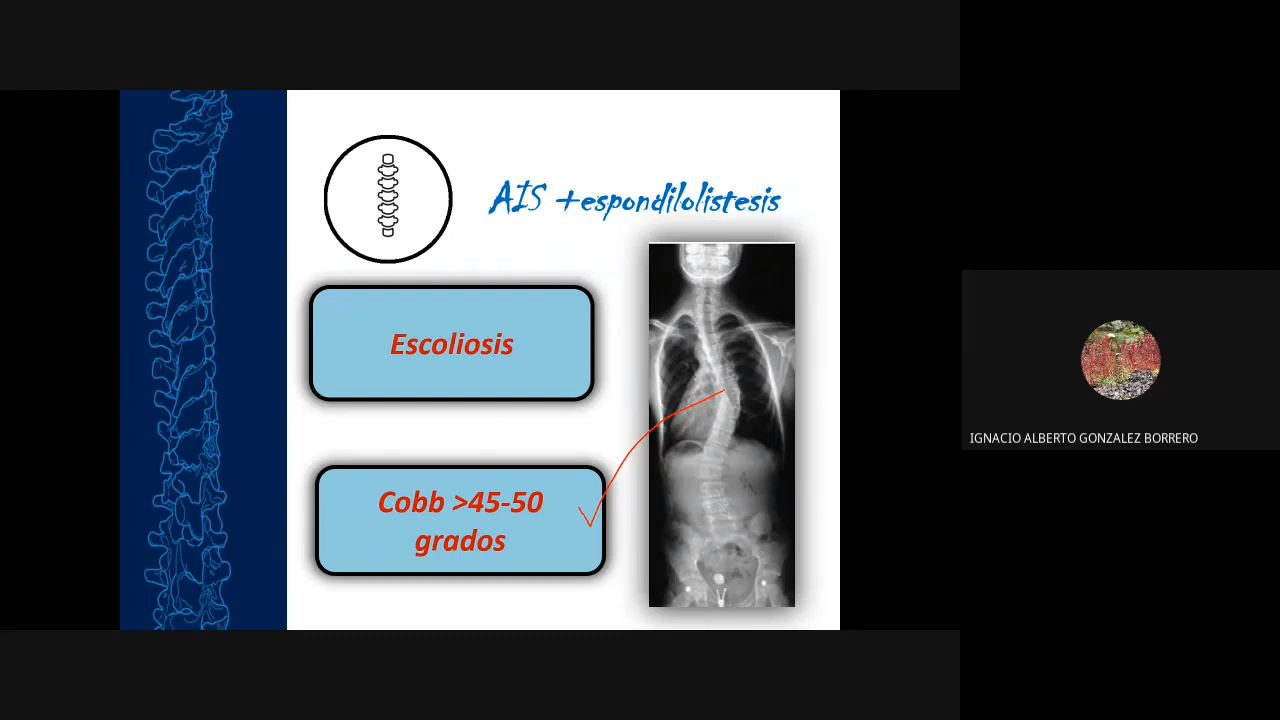 AIS +espondilolistesis
Escoliosis
Cobb >45-50
grados
IGNACIO ALBERTO GONZALEZ BORRERO